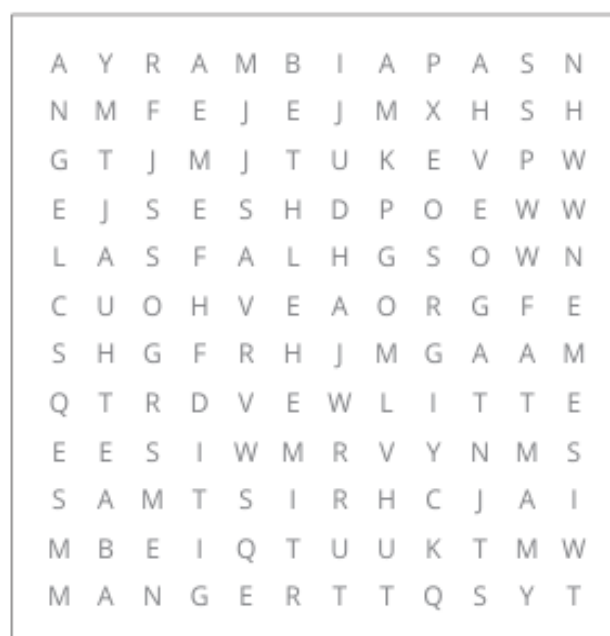 A Y R A M B I A P A S N
N M F E J E J M X H S H
G T J M J T U K E V P W
E J S E S H D P O E W W
L A S F A L H G S O W N
C U O H V E A O R G F E
S H G F R H J M G A A M
Q T R D V E W L I T T E
E E S I W M R V Y N M S
S A M T S I R H C J A I
M B E I Q T U U K T M W
M A N G E R T T Q S Y T